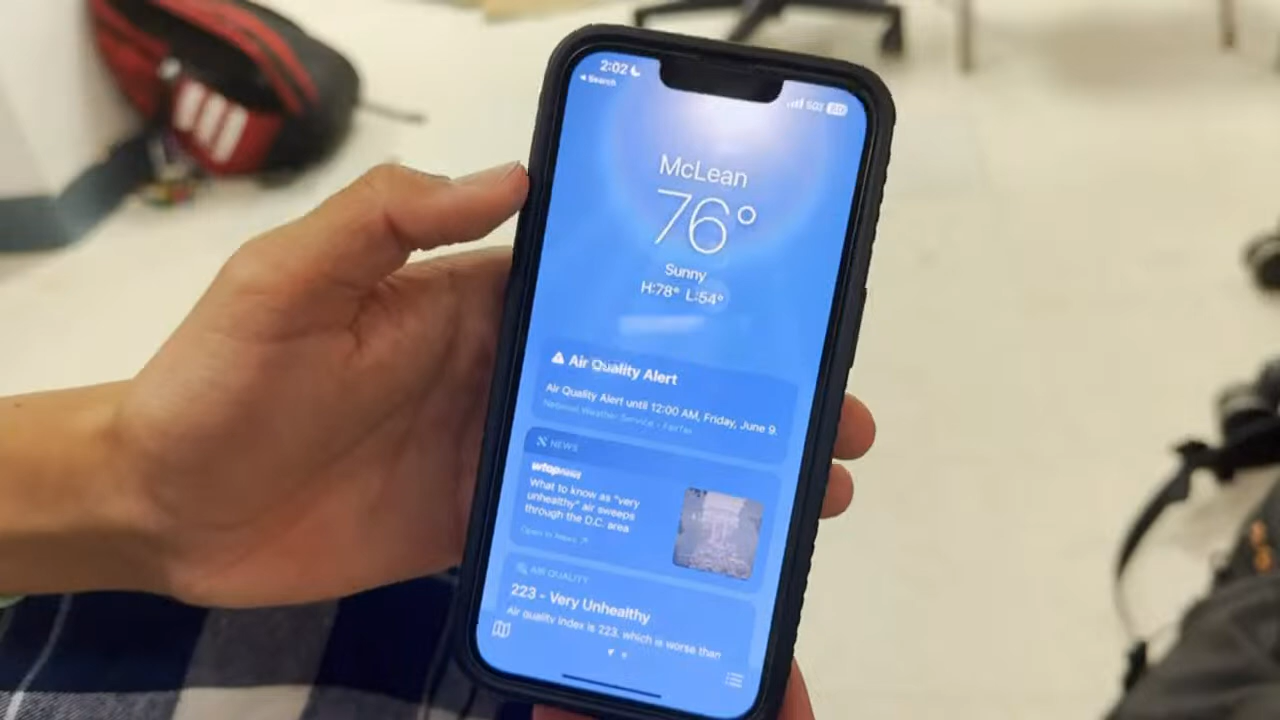 2:02
◀ Search
McLean
76°
Sunny
H:78° L:54°
Air Quality Alert
Air Quality Alert until 12:00 AM, Friday, June 9.
National Weather Service - Fairfax
NEWS
wtop news
What to know as "very
unhealthy" air sweeps
through the D.C. area
Open in News ↗
AIR QUALITY
223 - Very Unhealthy
Air quality index is 223, which is worse than